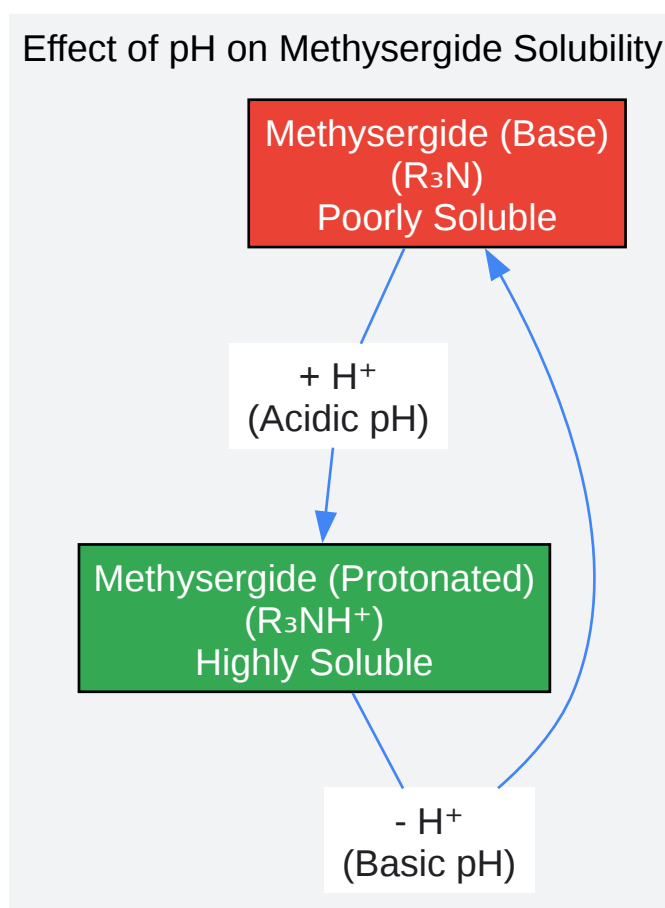 Effect of pH on Methysergide Solubility
Methysergide (Base)
(R₃N)
Poorly Soluble
+ H⁺
(Acidic pH)
Methysergide (Protonated)
(R₃NH⁺)
Highly Soluble
- H⁺
(Basic pH)